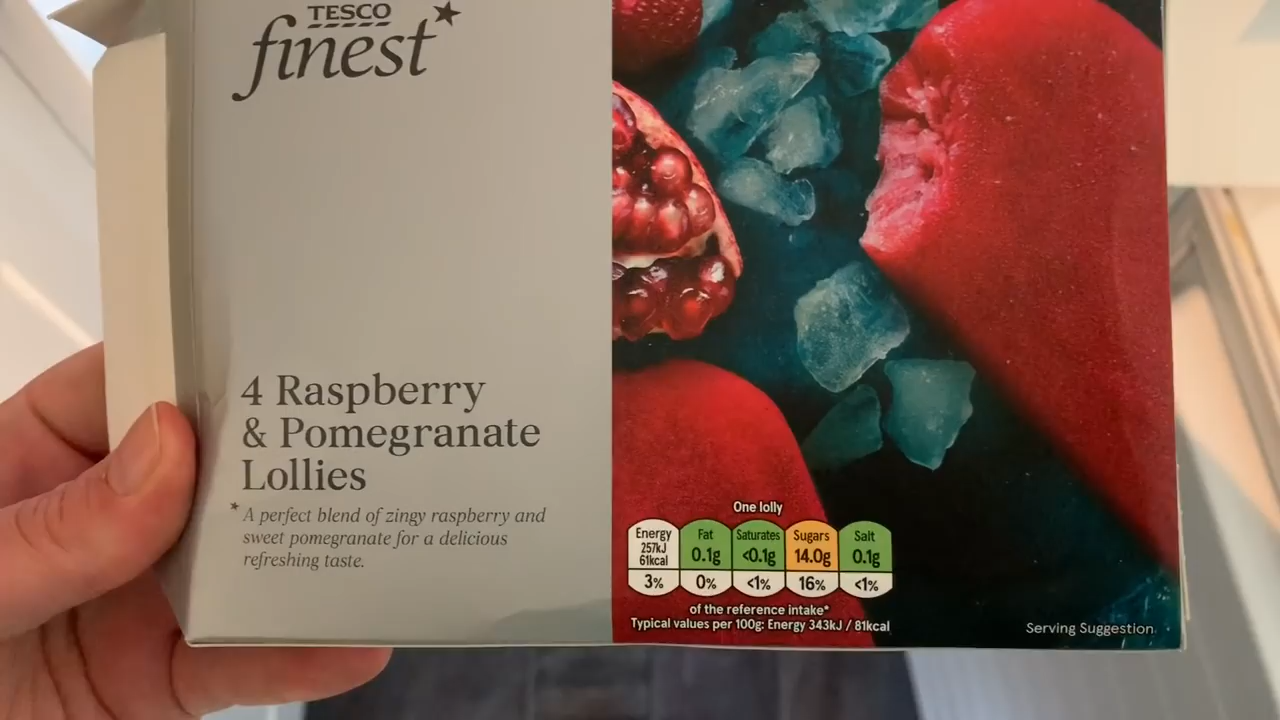 TESCO
finest*
4 Raspberry
& Pomegranate
Lollies
*A perfect blend of zingy raspberry and
sweet pomegranate for a delicious
refreshing taste.
One lolly
Energy Fat Saturates Sugars Salt
257kJ
61kcal 0.1g <0.1g 14.0g 0.1g
3% 0% <1% 16% <1%
of the reference intake*
Typical values per 100g: Energy 343kJ / 81kcal
Serving Suggestion